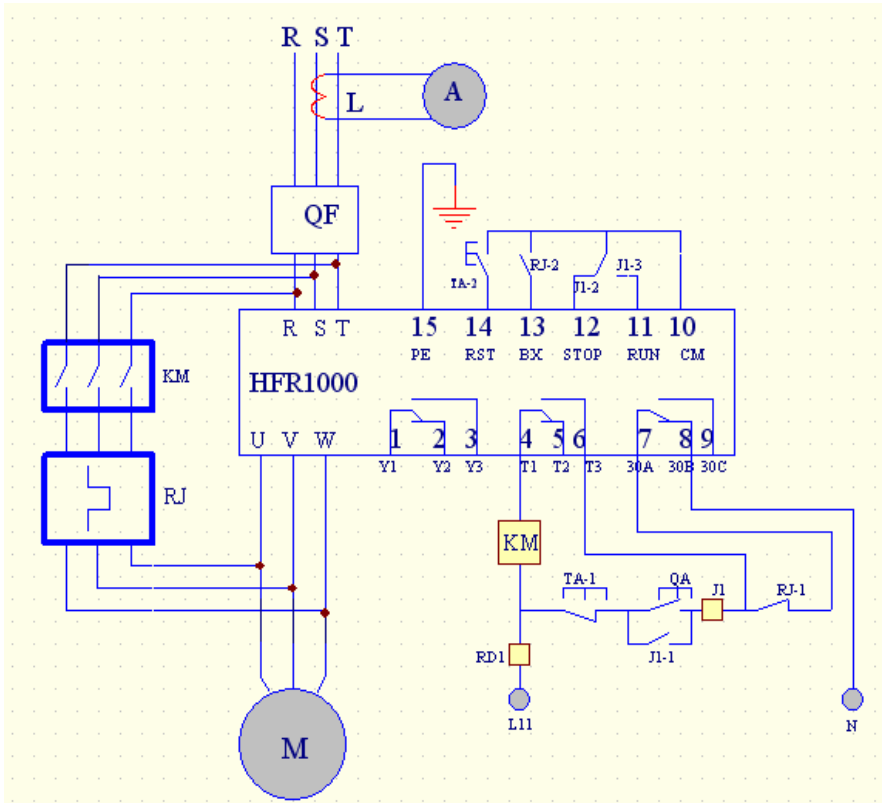 R S T
L
A
QF
RJ-2
J1-3
TA-2
J1-2
R S T
15 14 13 12 11 10
PE RST BX STOP RUN CM
KM
HFR1000
U V W
1 2 3 4 5 6 7 8 9
Y1 Y2 Y3 T1 T2 T3 30A 30B 30C
RJ
KM
TA-1 QA J1 RJ-1
RD1
J1-1
L11
N
M